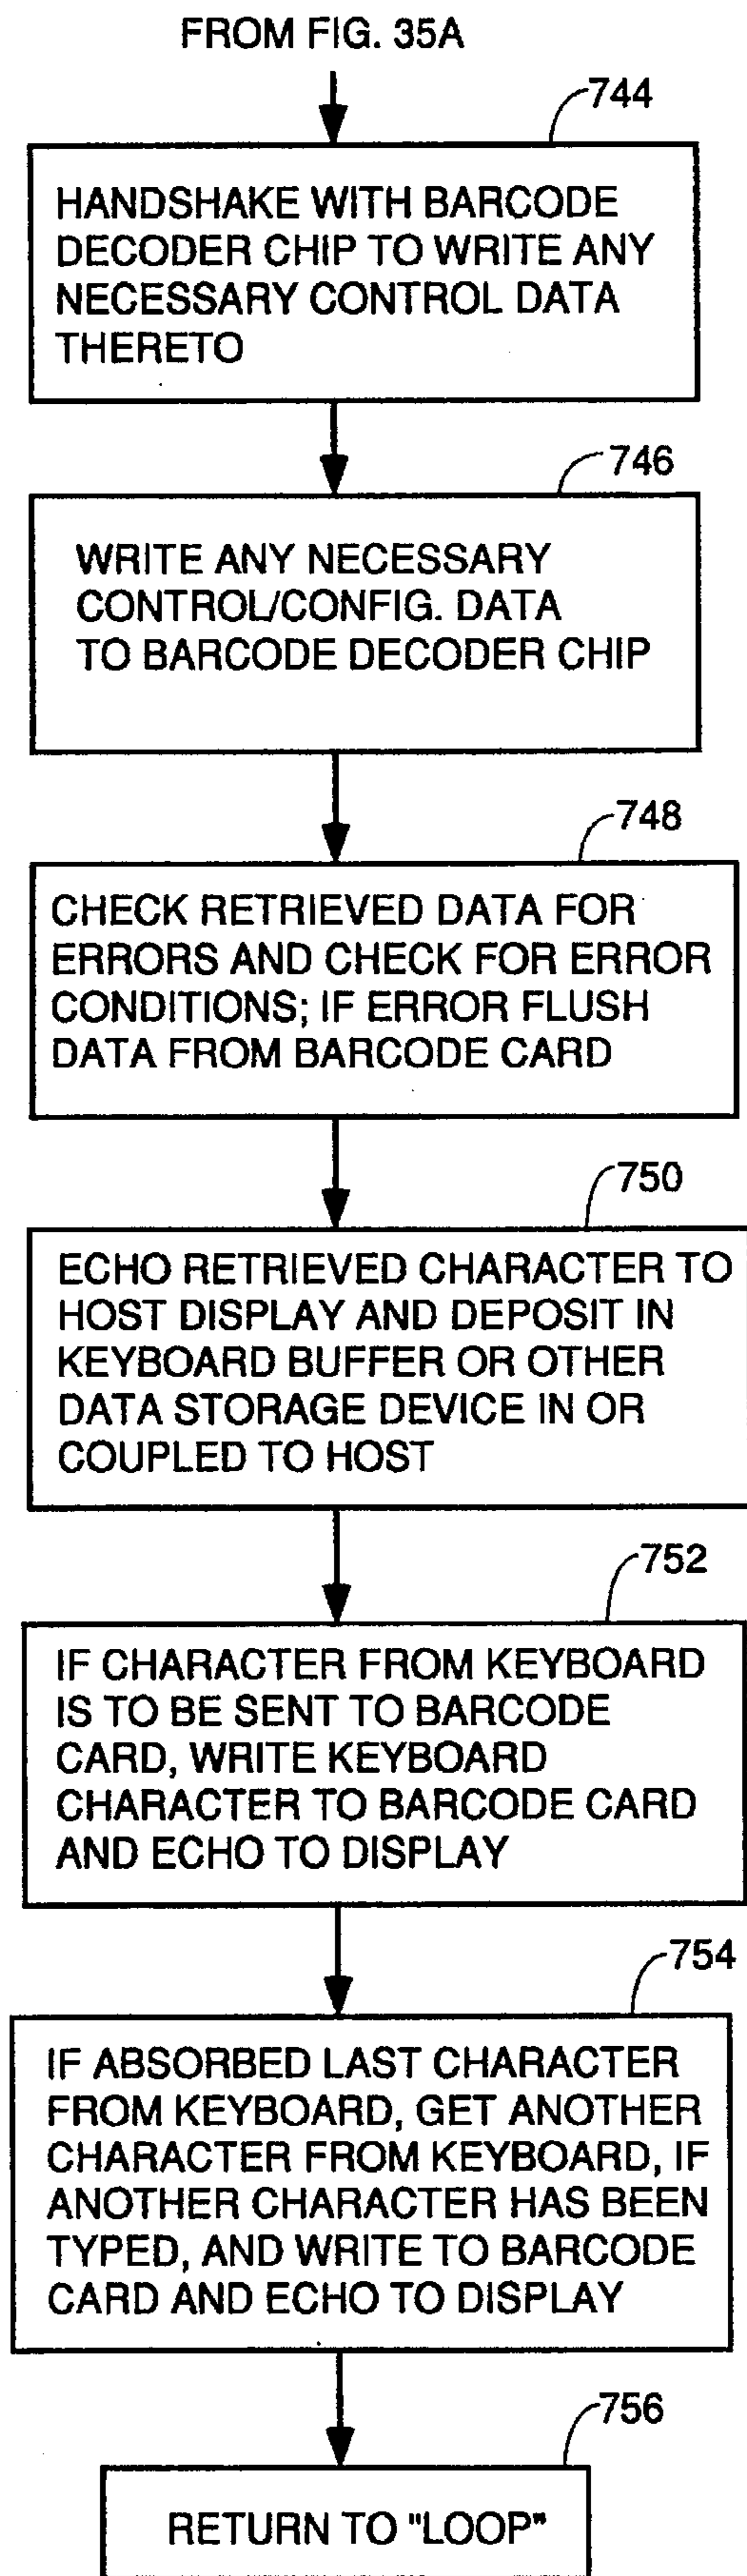 FROM FIG. 35A
744
HANDSHAKE WITH BARCODE
DECODER CHIP TO WRITE ANY
NECESSARY CONTROL DATA
THERETO
746
WRITE ANY NECESSARY
CONTROL/CONFIG. DATA
TO BARCODE DECODER CHIP
748
CHECK RETRIEVED DATA FOR
ERRORS AND CHECK FOR ERROR
CONDITIONS; IF ERROR FLUSH
DATA FROM BARCODE CARD
750
ECHO RETRIEVED CHARACTER TO
HOST DISPLAY AND DEPOSIT IN
KEYBOARD BUFFER OR OTHER
DATA STORAGE DEVICE IN OR
COUPLED TO HOST
752
IF CHARACTER FROM KEYBOARD
IS TO BE SENT TO BARCODE
CARD, WRITE KEYBOARD
CHARACTER TO BARCODE CARD
AND ECHO TO DISPLAY
754
IF ABSORBED LAST CHARACTER
FROM KEYBOARD, GET ANOTHER
CHARACTER FROM KEYBOARD, IF
ANOTHER CHARACTER HAS BEEN
TYPED, AND WRITE TO BARCODE
CARD AND ECHO TO DISPLAY
756
RETURN TO "LOOP"